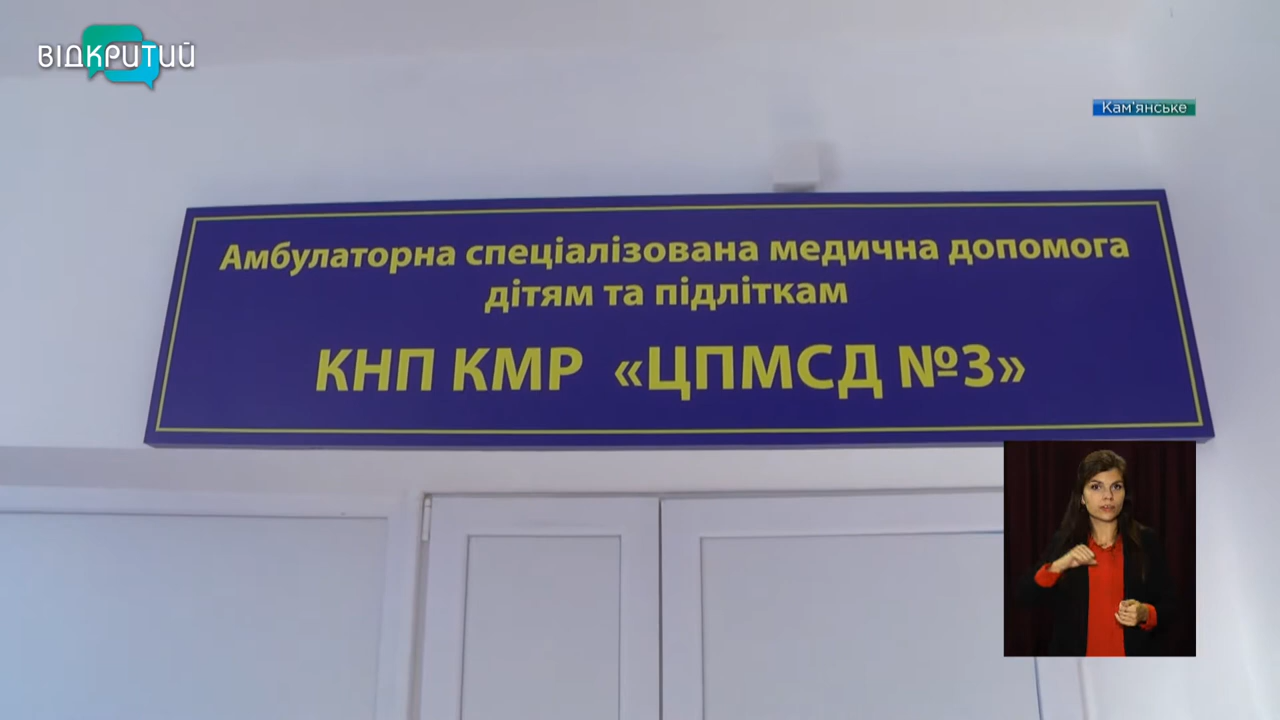 ВІДКРИТИЙ
Кам'янське
Амбулаторна спеціалізована медична допомога
дітям та підліткам
КНП КМР «ЦПМСД №3»